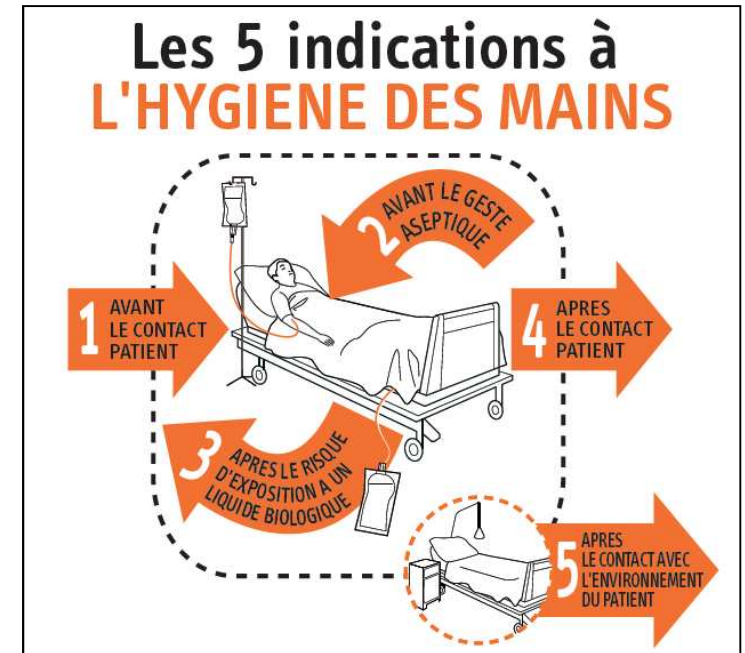 Les 5 indications à
L'HYGIENE DES MAINS
1
AVANT
LE CONTACT
PATIENT
2
AVANT LE GESTE
ASEPTIQUE
3
APRES LE RISQUE
D'EXPOSITION A UN
LIQUIDE BIOLOGIQUE
4
APRES
LE CONTACT
PATIENT
5
APRES
LE CONTACT AVEC
L'ENVIRONNEMENT
DU PATIENT